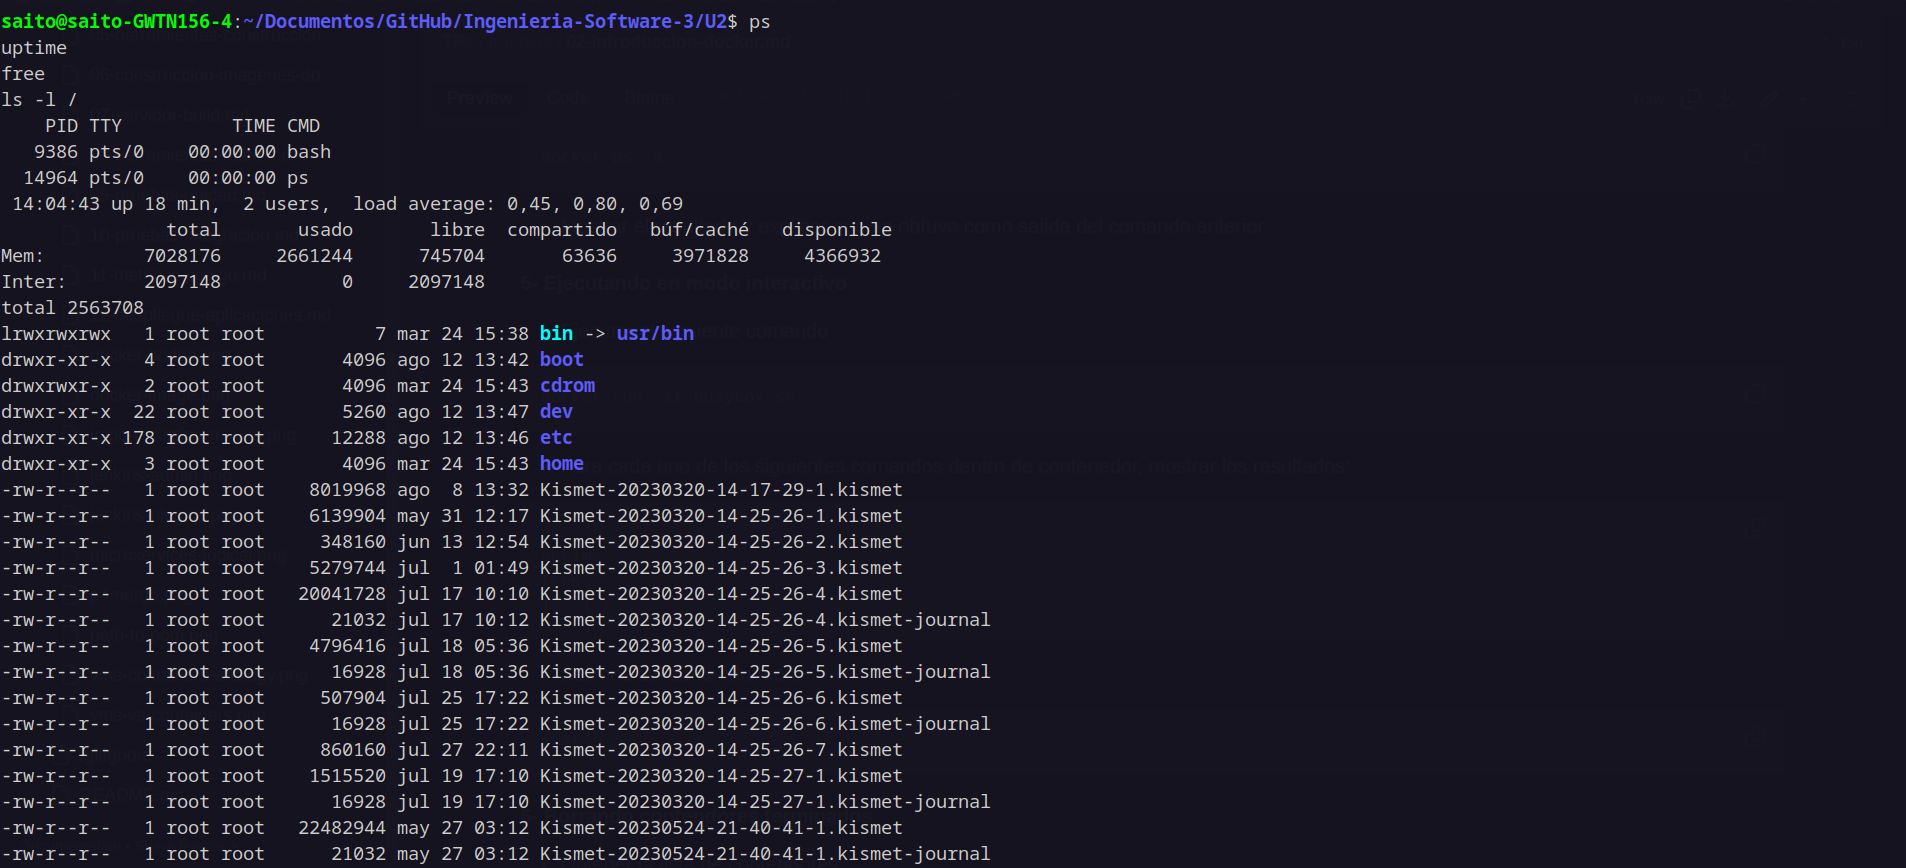 saito@saito-GWTN156-4:~/Documentos/GitHub/Ingenieria-Software-3/U2$ ps
uptime
free
ls -l /
    PID TTY          TIME CMD
   9386 pts/0    00:00:00 bash
  14964 pts/0    00:00:00 ps
 14:04:43 up 18 min,  2 users,  load average: 0,45, 0,80, 0,69
               total       usado       libre  compartido   búf/caché   disponible
Mem:         7028176     2661244      745704       63636     3971828     4366932
Inter:       2097148           0     2097148
total 2563708
lrwxrwxrwx   1 root root          7 mar 24 15:38 bin -> usr/bin
drwxr-xr-x   4 root root       4096 ago 12 13:42 boot
drwxrwxr-x   2 root root       4096 mar 24 15:43 cdrom
drwxr-xr-x  22 root root       5260 ago 12 13:47 dev
drwxr-xr-x 178 root root      12288 ago 12 13:46 etc
drwxr-xr-x   3 root root       4096 mar 24 15:43 home
-rw-r--r--   1 root root    8019968 ago  8 13:32 Kismet-20230320-14-17-29-1.kismet
-rw-r--r--   1 root root    6139904 may 31 12:17 Kismet-20230320-14-25-26-1.kismet
-rw-r--r--   1 root root     348160 jun 13 12:54 Kismet-20230320-14-25-26-2.kismet
-rw-r--r--   1 root root    5279744 jul  1 01:49 Kismet-20230320-14-25-26-3.kismet
-rw-r--r--   1 root root   20041728 jul 17 10:10 Kismet-20230320-14-25-26-4.kismet
-rw-r--r--   1 root root      21032 jul 17 10:12 Kismet-20230320-14-25-26-4.kismet-journal
-rw-r--r--   1 root root    4796416 jul 18 05:36 Kismet-20230320-14-25-26-5.kismet
-rw-r--r--   1 root root      16928 jul 18 05:36 Kismet-20230320-14-25-26-5.kismet-journal
-rw-r--r--   1 root root     507904 jul 25 17:22 Kismet-20230320-14-25-26-6.kismet
-rw-r--r--   1 root root      16928 jul 25 17:22 Kismet-20230320-14-25-26-6.kismet-journal
-rw-r--r--   1 root root     860160 jul 27 22:11 Kismet-20230320-14-25-26-7.kismet
-rw-r--r--   1 root root    1515520 jul 19 17:10 Kismet-20230320-14-25-27-1.kismet
-rw-r--r--   1 root root      16928 jul 19 17:10 Kismet-20230320-14-25-27-1.kismet-journal
-rw-r--r--   1 root root   22482944 may 27 03:12 Kismet-20230524-21-40-41-1.kismet
-rw-r--r--   1 root root      21032 may 27 03:12 Kismet-20230524-21-40-41-1.kismet-journal